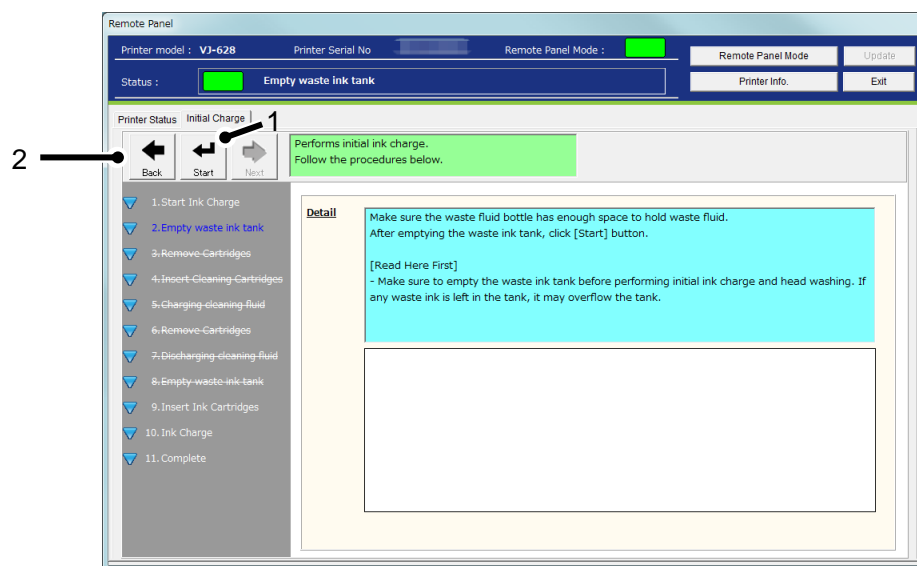 Remote Panel
Printer model : VJ-628 Printer Serial No Remote Panel Mode :
Remote Panel Mode Update
Status : Empty waste ink tank
Printer Info. Exit
Printer Status Initial Charge
1
2
Back Start Next
Performs initial ink charge.
Follow the procedures below.
1.Start Ink Charge
2.Empty waste ink tank
3.Remove Cartridges
4.Insert Cleaning Cartridges
5.Charging cleaning fluid
6.Remove Cartridges
7.Discharging cleaning fluid
8.Empty waste ink tank
9.Insert Ink Cartridges
10.Ink Charge
11.Complete
Detail
Make sure the waste fluid bottle has enough space to hold waste fluid.
After emptying the waste ink tank, click [Start] button.
[Read Here First]
- Make sure to empty the waste ink tank before performing initial ink charge and head washing. If
any waste ink is left in the tank, it may overflow the tank.